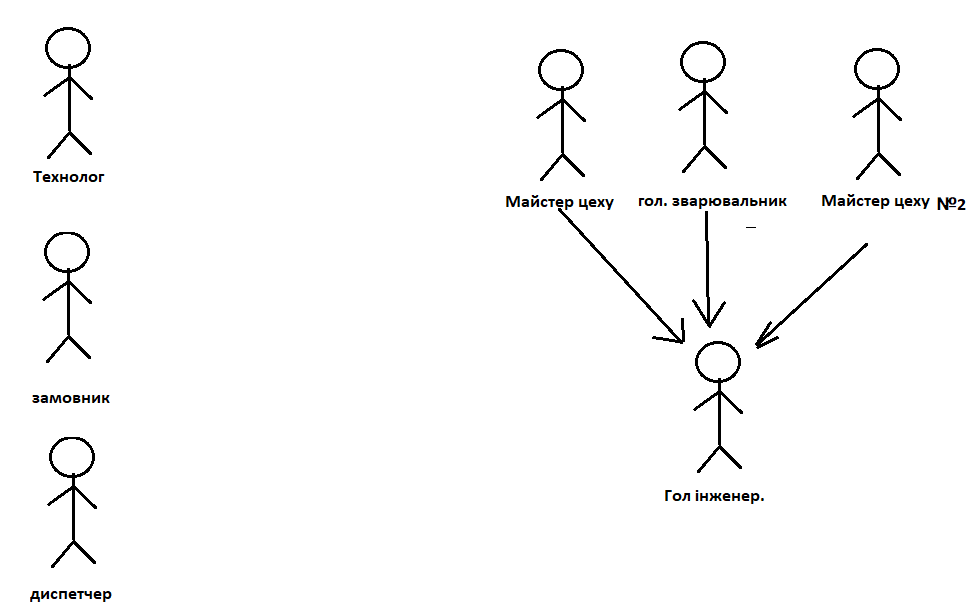 Технолог
Майстер цеху
гол. зварювальник
Майстер цеху №2
замовник
Гол інженер.
диспетчер